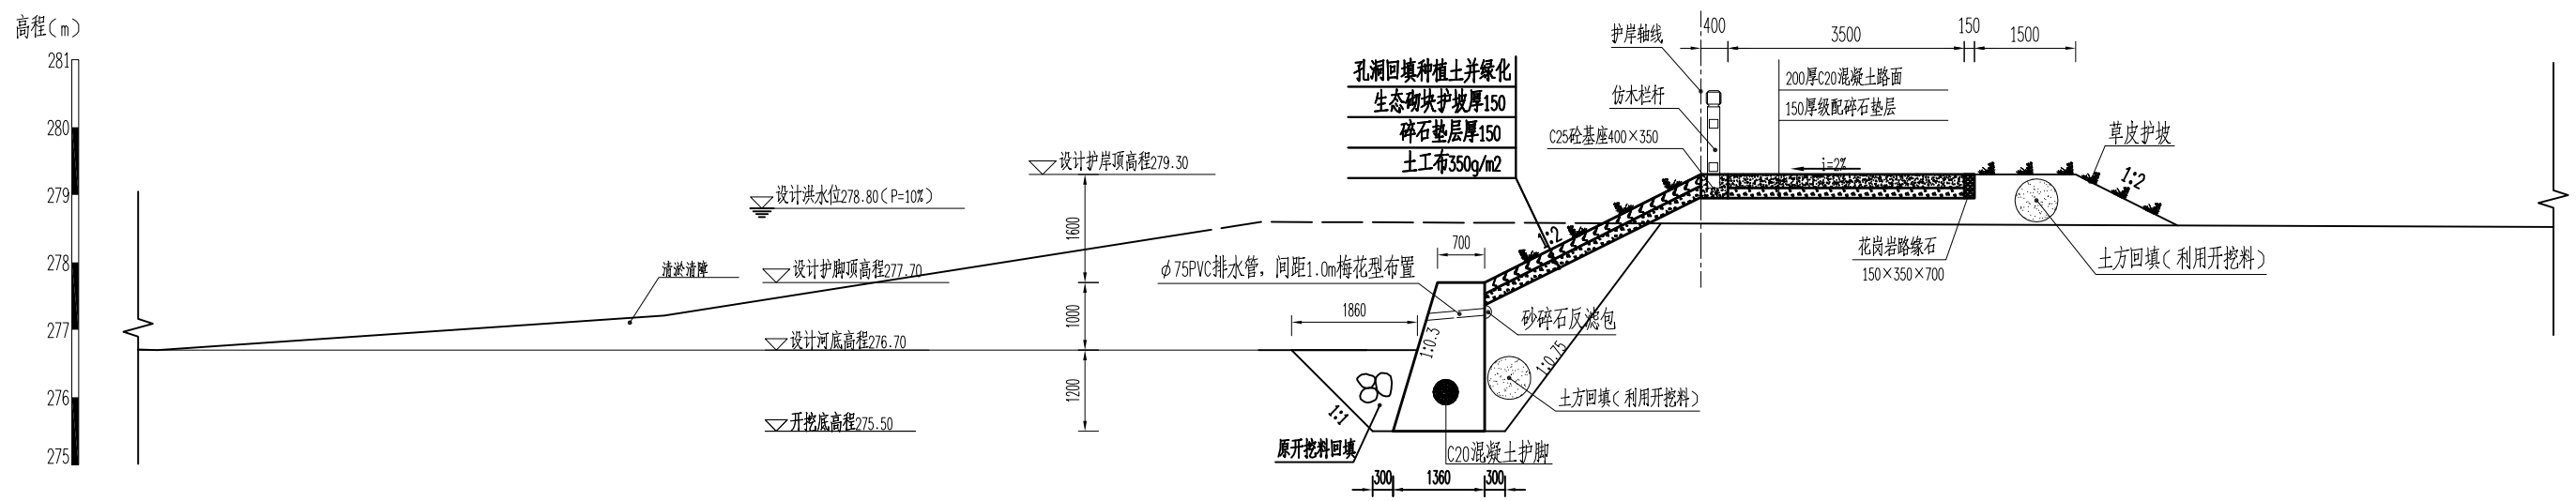 高程(m)
281
280
279
278
277
276
275
设计护岸顶高程279.30
设计洪水位278.80(P=10%)
设计护脚顶高程277.70
清淤清障
设计河底高程276.70
开挖底高程275.50
1600
1000
1200
孔洞回填种植土并绿化
生态砌块护坡厚150
碎石垫层厚150
土工布350g/m2
护岸轴线
仿木栏杆
C25砼基座400×350
400
3500
150
1500
200厚C20混凝土路面
150厚级配碎石垫层
i=2%
草皮护坡
1:2
1:2
700
φ75PVC排水管，间距1.0m梅花型布置
1860
砂碎石反滤包
1:0.3
1:0.75
1:1
花岗岩路缘石
150×350×700
土方回填(利用开挖料)
土方回填(利用开挖料)
原开挖料回填
C20混凝土护脚
300
1360
300